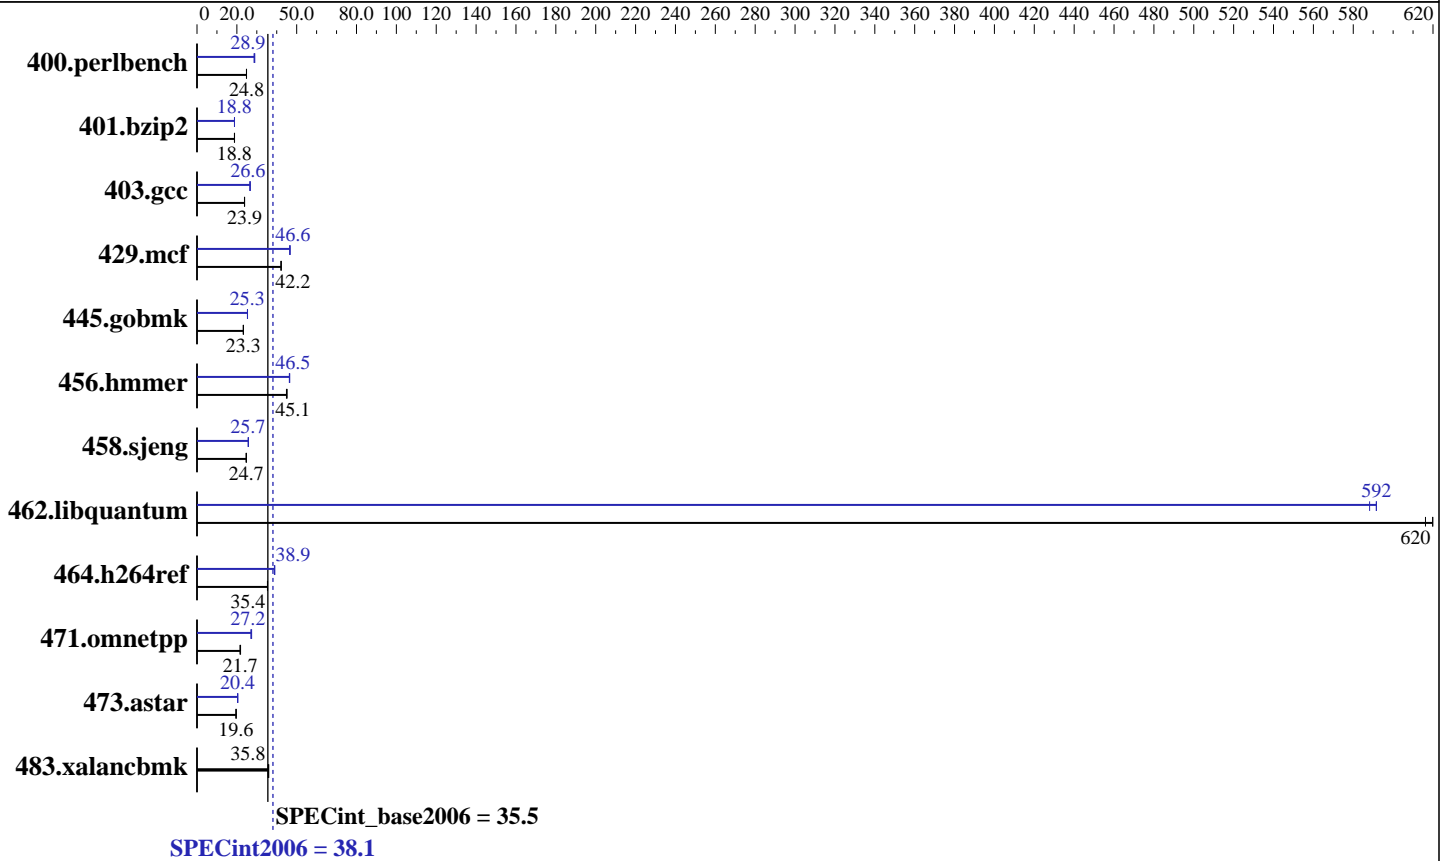 0 20.0 50.0 80.0 100 120 140 160 180 200 220 240 260 280 300 320 340 360 380 400 420 440 460 480 500 520 540 560 580 620
28.9
400.perlbench
24.8
18.8
401.bzip2
18.8
26.6
403.gcc
23.9
46.6
429.mcf
42.2
25.3
445.gobmk
23.3
46.5
456.hmmer
45.1
25.7
458.sjeng
24.7
592
462.libquantum
620
38.9
464.h264ref
35.4
27.2
471.omnetpp
21.7
20.4
473.astar
19.6
35.8
483.xalancbmk
SPECint_base2006 = 35.5
SPECint2006 = 38.1